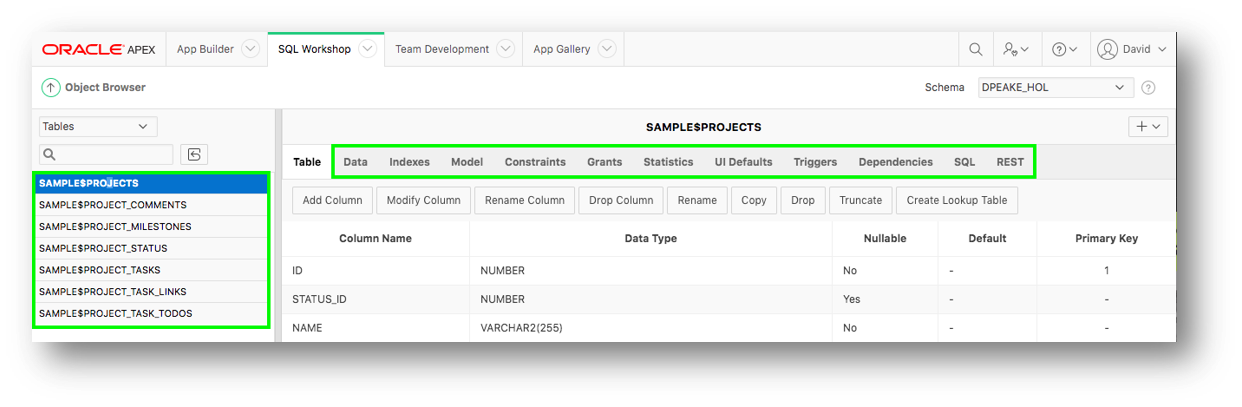 ORACLE APEX App Builder SQL Workshop Team Development App Gallery David
Object Browser Schema DPEAKE_HOL
Tables
SAMPLE$PROJECTS
SAMPLE$PROJECT_COMMENTS
SAMPLE$PROJECT_MILESTONES
SAMPLE$PROJECT_STATUS
SAMPLE$PROJECT_TASKS
SAMPLE$PROJECT_TASK_LINKS
SAMPLE$PROJECT_TASK_TODOS
SAMPLE$PROJECTS
Table Data Indexes Model Constraints Grants Statistics UI Defaults Triggers Dependencies SQL REST
Add Column Modify Column Rename Column Drop Column Rename Copy Drop Truncate Create Lookup Table
Column Name Data Type Nullable Default Primary Key
ID NUMBER No - 1
STATUS_ID NUMBER Yes - -
NAME VARCHAR2(255) No - -